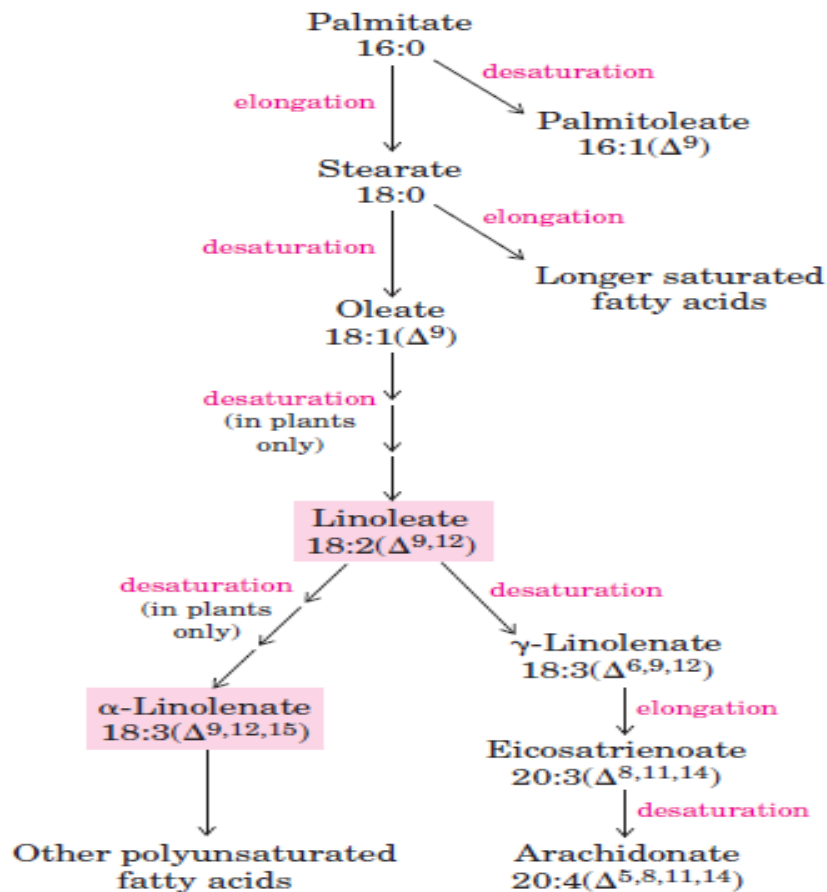 Palmitate
16:0
desaturation
elongation
Palmitoleate
16:1(Δ⁹)
Stearate
18:0
elongation
desaturation
Longer saturated
fatty acids
Oleate
18:1(Δ⁹)
desaturation
(in plants
only)
Linoleate
18:2(Δ⁹,¹²)
desaturation
(in plants
only)
desaturation
γ-Linolenate
18:3(Δ⁶,⁹,¹²)
α-Linolenate
18:3(Δ⁹,¹²,¹⁵)
elongation
Eicosatrienoate
20:3(Δ⁸,¹¹,¹⁴)
desaturation
Other polyunsaturated
fatty acids
Arachidonate
20:4(Δ⁵,⁸,¹¹,¹⁴)